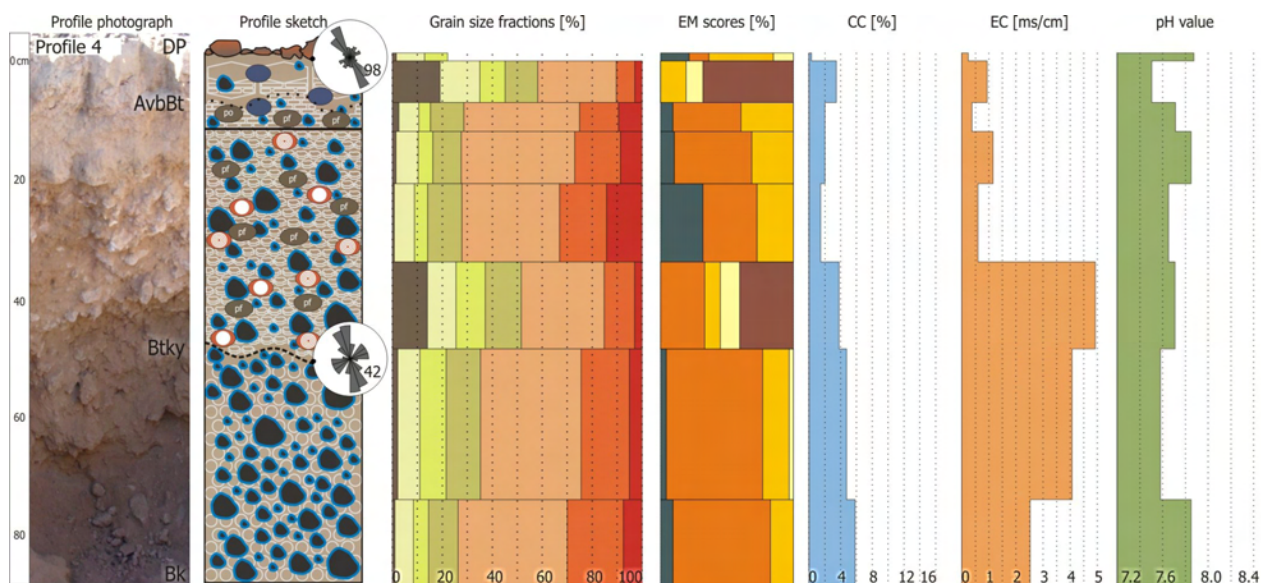 Profile photograph Profile sketch Grain size fractions [%] EM scores [%] CC [%] EC [ms/cm] pH value
Profile 4 DP
0cm
98
AvbBt
po pf pf
pf
pf
20
pf
pf
pf
40
pf
Btky
42
60
80
Bk
0 20 40 60 80 100 0 4 8 12 16 0 1 2 3 4 5 7.2 7.6 8.0 8.4